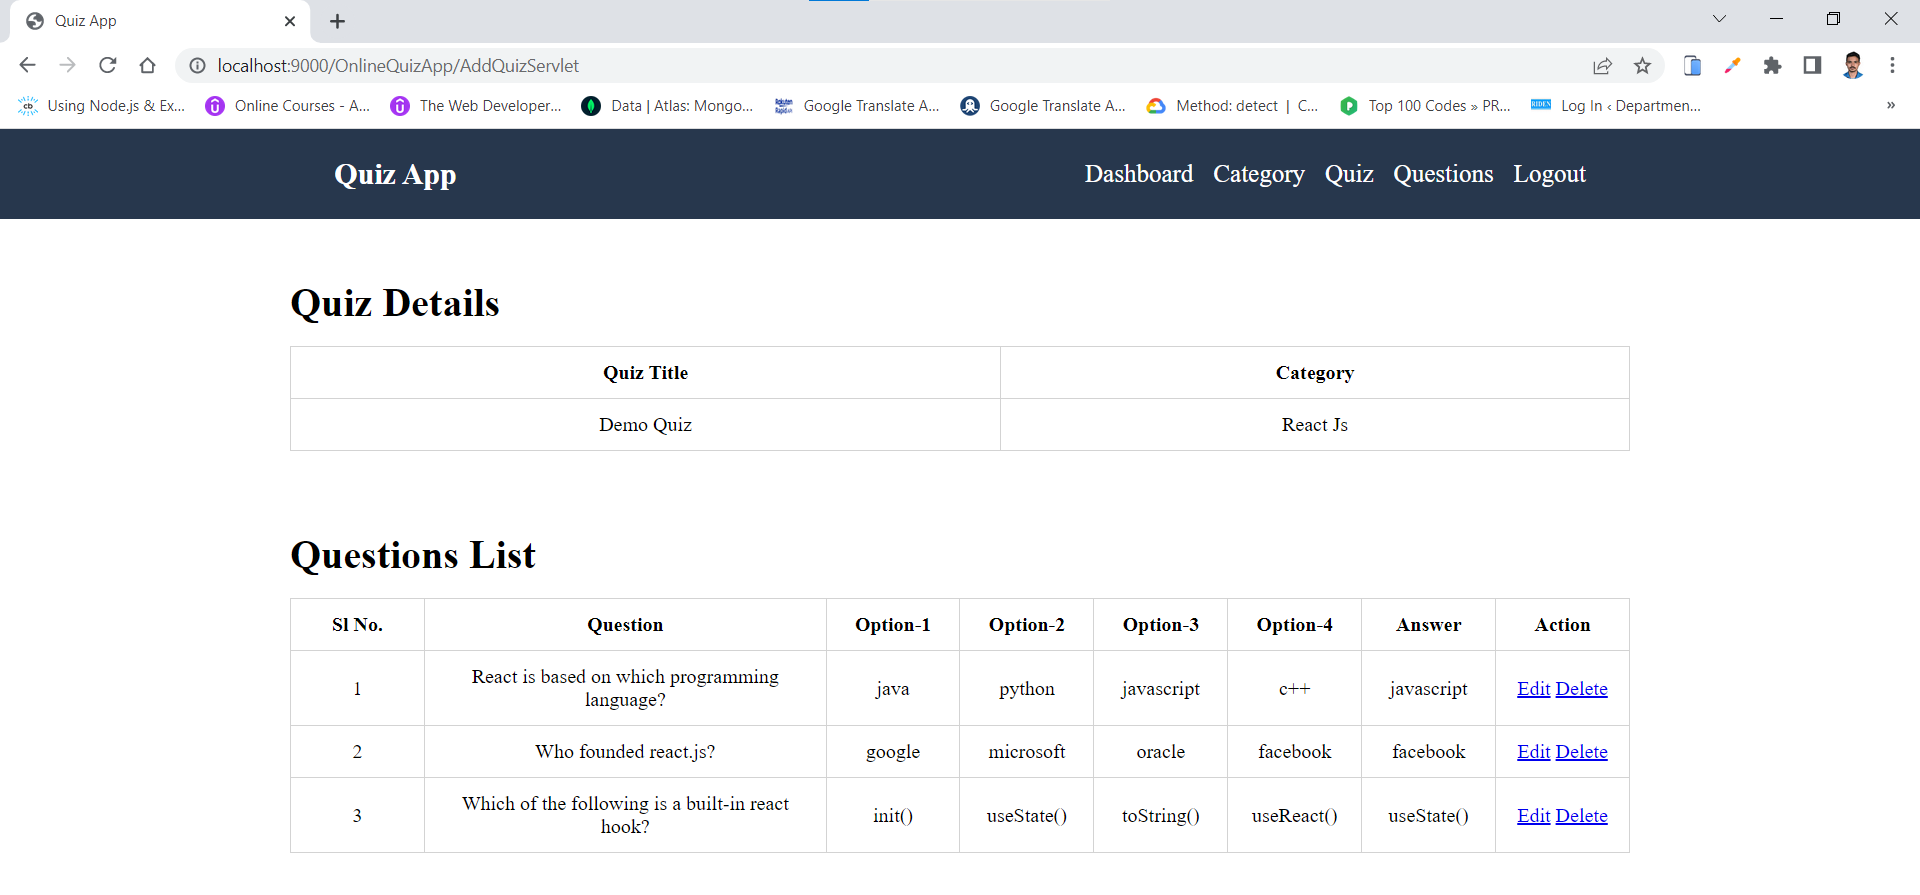 Quiz App
localhost:9000/OnlineQuizApp/AddQuizServlet
cb Using Node.js & Ex... Online Courses - A... The Web Developer... Data | Atlas: Mongo... Google Translate A... Google Translate A... Method: detect | C... Top 100 Codes » PR... Log In ‹ Departmen... »
Quiz App Dashboard Category Quiz Questions Logout
Quiz Details
Quiz Title Category
Demo Quiz React Js
Questions List
Sl No. Question Option-1 Option-2 Option-3 Option-4 Answer Action
1 React is based on which programming
language? java python javascript c++ javascript Edit Delete
2 Who founded react.js? google microsoft oracle facebook facebook Edit Delete
3 Which of the following is a built-in react
hook? init() useState() toString() useReact() useState() Edit Delete